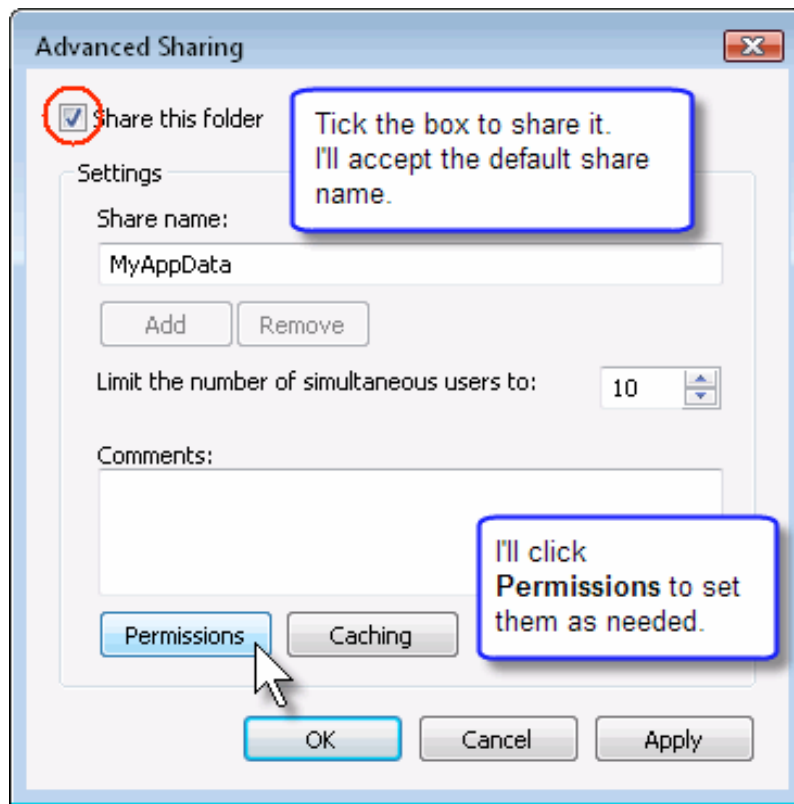 Advanced Sharing
Share this folder
Tick the box to share it.
I'll accept the default share
name.
Settings
Share name:
MyAppData
Add
Remove
Limit the number of simultaneous users to:
10
Comments:
I'll click
Permissions to set
them as needed.
Permissions
Caching
OK
Cancel
Apply